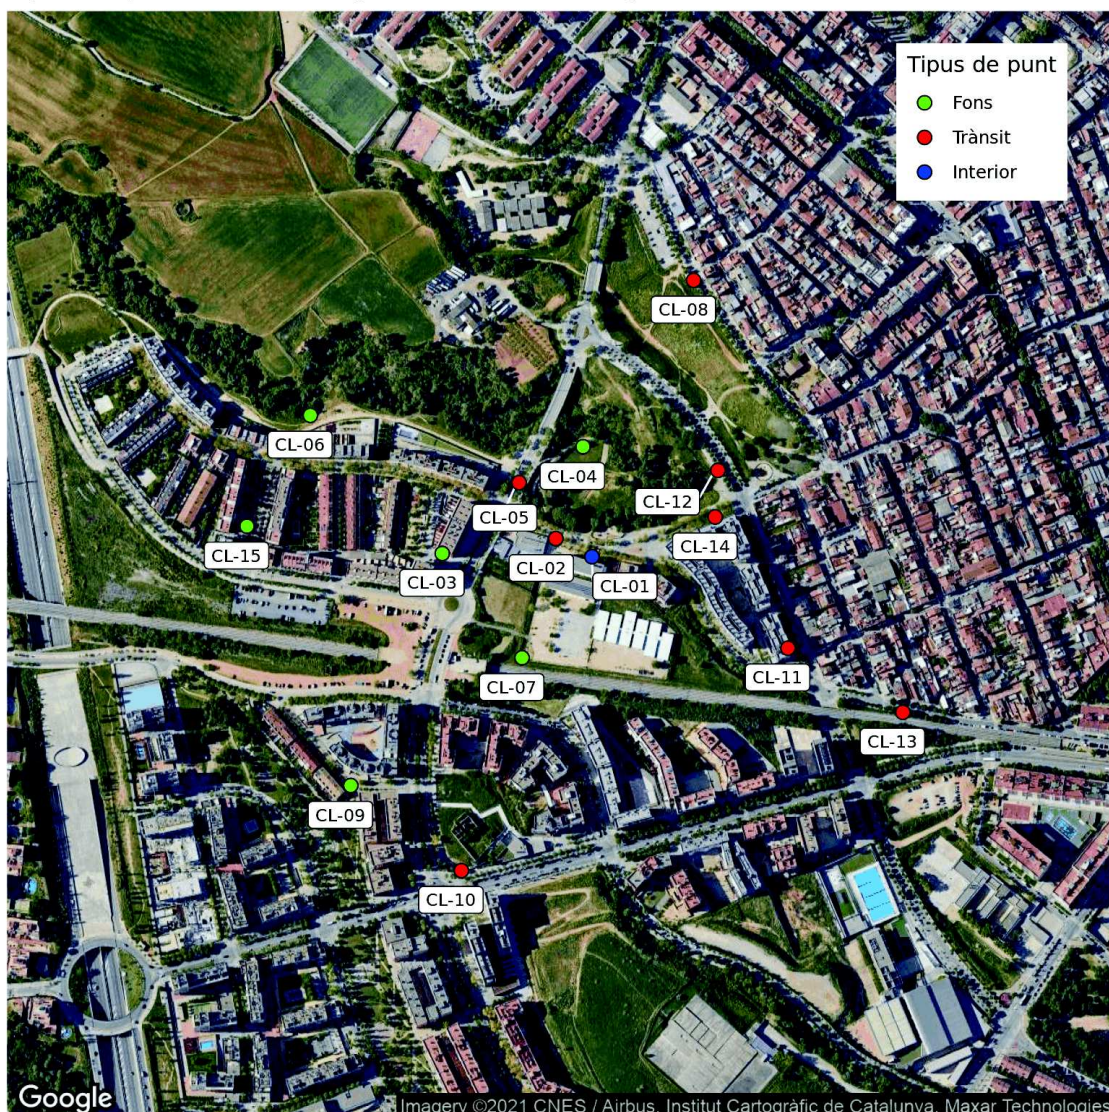 Tipus de punt
Fons
Trànsit
Interior
CL-08
CL-06
CL-04
CL-12
CL-05
CL-14
CL-15
CL-03
CL-02
CL-01
CL-07
CL-11
CL-13
CL-09
CL-10
Google
Imagery ©2021 CNES / Airbus, Institut Cartogràfic de Catalunya, Maxar Technologies